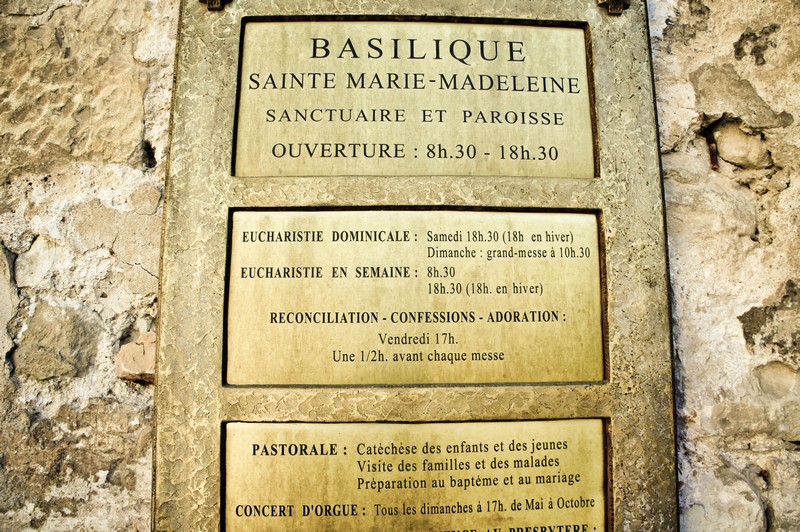 BASILIQUE
SAINTE MARIE-MADELEINE
SANCTUAIRE ET PAROISSE
OUVERTURE : 8h.30 - 18h.30
EUCHARISTIE DOMINICALE : Samedi 18h.30 (18h en hiver)
Dimanche : grand-messe à 10h.30
EUCHARISTIE EN SEMAINE : 8h.30
18h.30 (18h. en hiver)
RECONCILIATION - CONFESSIONS - ADORATION :
Vendredi 17h.
Une 1/2h. avant chaque messe
PASTORALE : Catéchèse des enfants et des jeunes
Visite des familles et des malades
Préparation au baptéme et au mariage
CONCERT D'ORGUE : Tous les dimanches à 17h. de Mai à Octobre
AU PRESBYTERE :